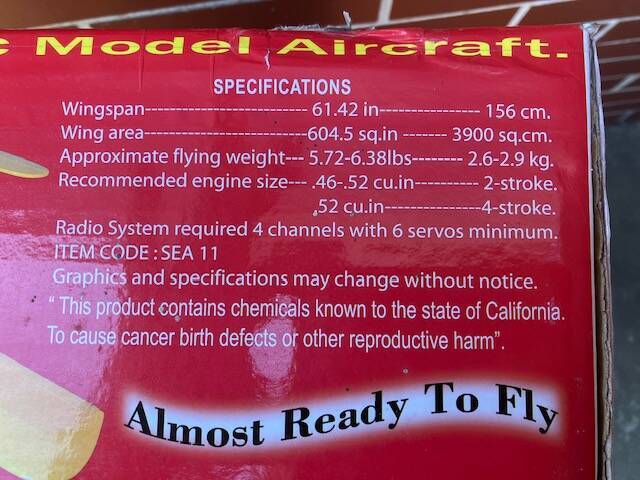 Model Aircraft.
SPECIFICATIONS
Wingspan--------------------------- 61.42 in----------------- 156 cm.
Wing area---------------------------604.5 sq.in ------- 3900 sq.cm.
Approximate flying weight--- 5.72-6.38lbs-------- 2.6-2.9 kg.
Recommended engine size--- .46-.52 cu.in----------- 2-stroke.
.52 cu.in----------------4-stroke.
Radio System required 4 channels with 6 servos minimum.
ITEM CODE : SEA 11
Graphics and specifications may change without notice.
“ This product contains chemicals known to the state of California.
To cause cancer birth defects or other reproductive harm”.
Almost Ready To Fly